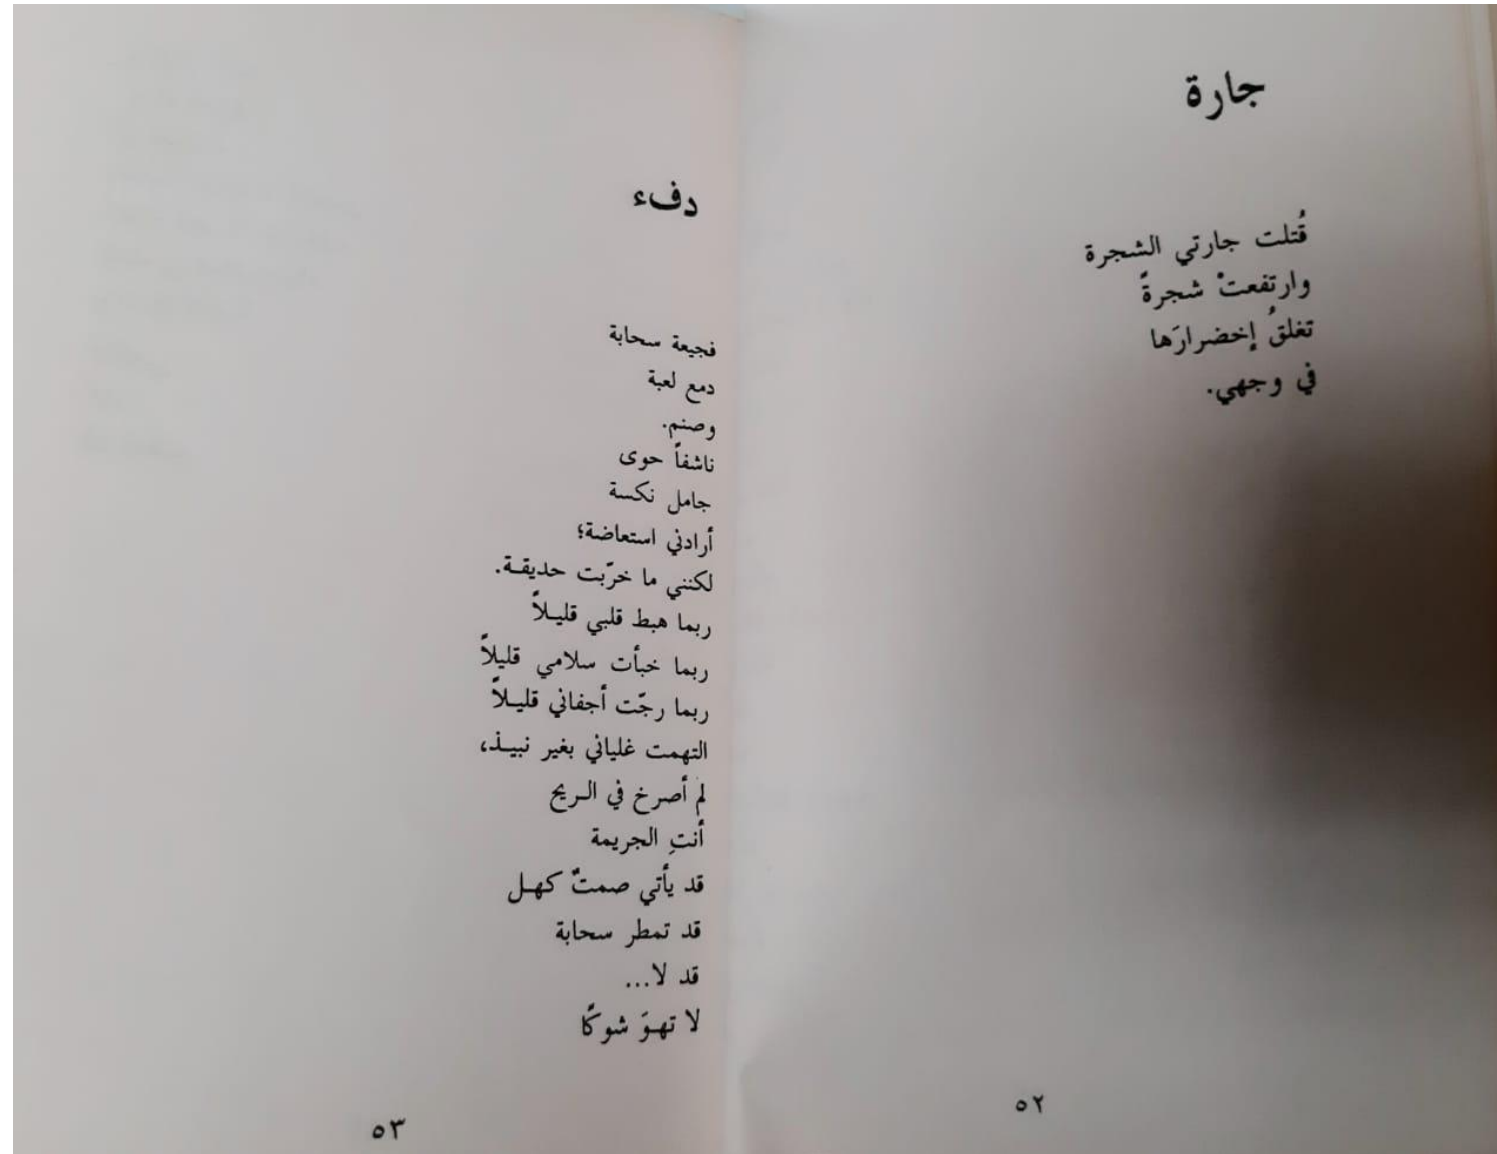 جارة
قُتلت جارتي الشجرة
وارتفعتْ شجرةً
تغلقُ إخضرارَها
في وجهي.
٥٢
دفء
فجيعة سحابة
دمع لعبة
وصنم.
ناشفاً حوى
جامل نكسة
أرادني استعاضة؛
لكنني ما خرّبت حديقة.
ربما هبط قلبي قليلاً
ربما خبأت سلامي قليلاً
ربما رجّت أجفاني قليلاً
التهمت غلياني بغير نبيذ،
لم أصرخ في الريح
أنتِ الجريمة
قد يأتي صمتٌ كهل
قد تمطر سحابة
قد لا...
لا تهوَ شوكًا
٥٣